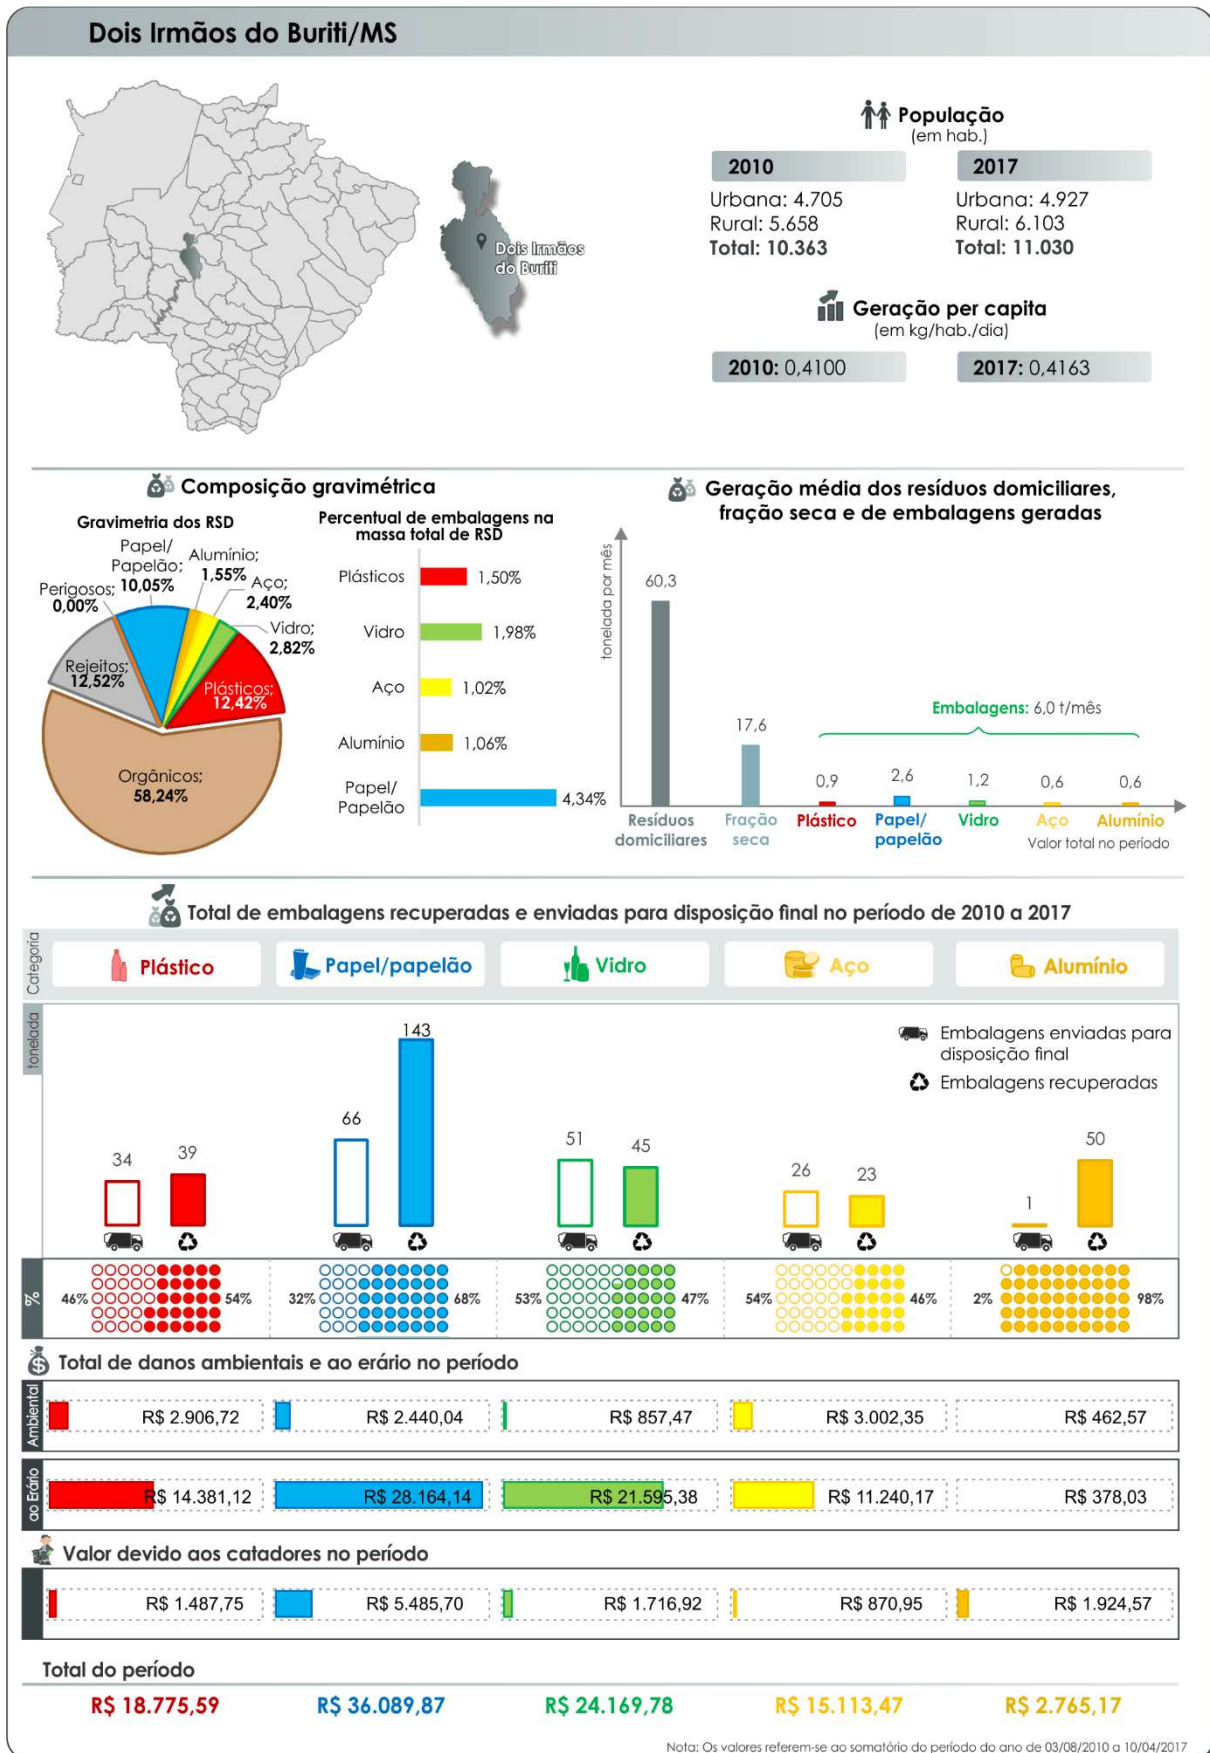 Dois Irmãos do Buriti/MS
Dois Irmãos
do Buriti
População
(em hab.)
2010
2017
Urbana: 4.705
Rural: 5.658
Total: 10.363
Urbana: 4.927
Rural: 6.103
Total: 11.030
Geração per capita
(em kg/hab./dia)
2010: 0,4100
2017: 0,4163
Composição gravimétrica
Gravimetria dos RSD
Papel/
Papelão;
10,05%
Alumínio;
1,55%
Aço;
2,40%
Vidro;
2,82%
Perigosos;
0,00%
Rejeitos;
12,52%
Plásticos;
12,42%
Orgânicos;
58,24%
Percentual de embalagens na
massa total de RSD
Plásticos
1,50%
Vidro
1,98%
Aço
1,02%
Alumínio
1,06%
Papel/
Papelão
4,34%
Geração média dos resíduos domiciliares,
fração seca e de embalagens geradas
tonelada por mês
60,3
17,6
Embalagens: 6,0 t/mês
0,9
2,6
1,2
0,6
0,6
Resíduos
domiciliares
Fração
seca
Plástico
Papel/
papelão
Vidro
Aço
Alumínio
Valor total no período
Total de embalagens recuperadas e enviadas para disposição final no período de 2010 a 2017
Categoria
Plástico
Papel/papelão
Vidro
Aço
Alumínio
tonelada
34
39
66
143
51
45
26
23
1
50
Embalagens enviadas para
disposição final
Embalagens recuperadas
%
46%
54%
32%
68%
53%
47%
54%
46%
2%
98%
Total de danos ambientais e ao erário no período
Ambiental
R$ 2.906,72
R$ 2.440,04
R$ 857,47
R$ 3.002,35
R$ 462,57
ao Erário
R$ 14.381,12
R$ 28.164,14
R$ 21.595,38
R$ 11.240,17
R$ 378,03
Valor devido aos catadores no período
R$ 1.487,75
R$ 5.485,70
R$ 1.716,92
R$ 870,95
R$ 1.924,57
Total do período
R$ 18.775,59
R$ 36.089,87
R$ 24.169,78
R$ 15.113,47
R$ 2.765,17
Nota: Os valores referem-se ao somatório do período do ano de 03/08/2010 a 10/04/2017